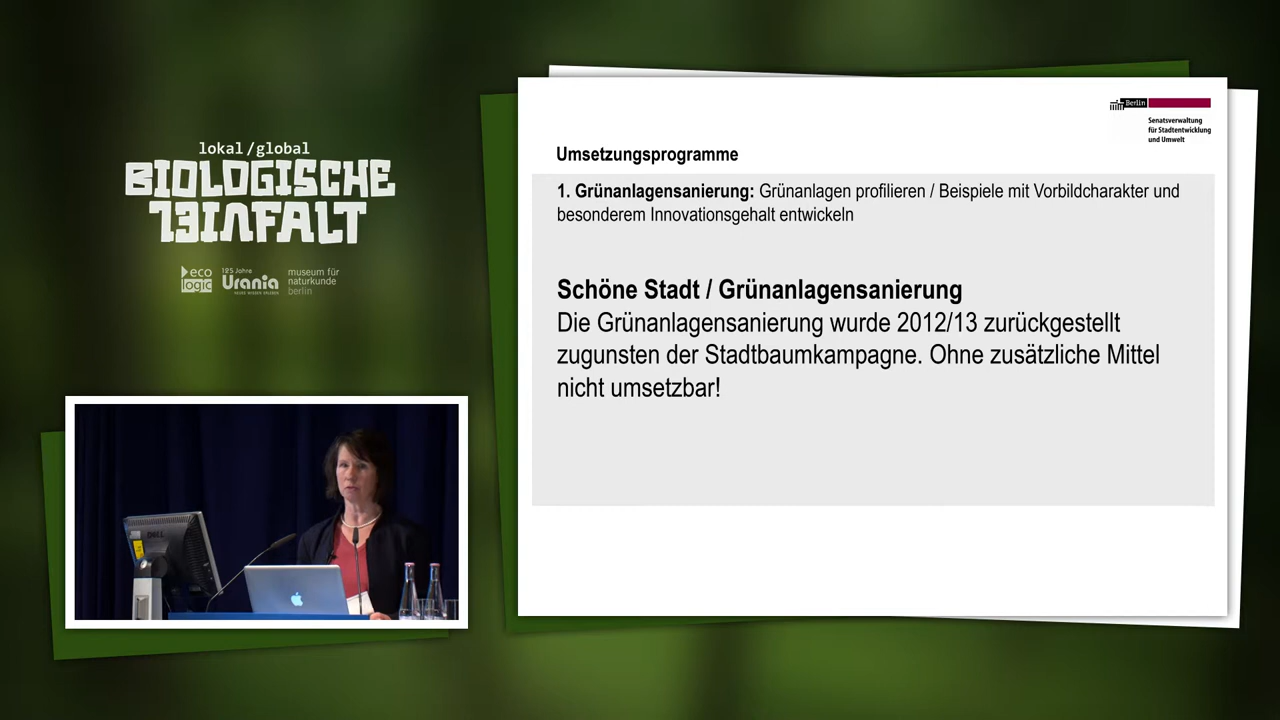 lokal/global
BIOLOGISCHE
VIELFALT
eco
logic
125 Jahre
Urania
museum für
naturkunde
berlin
DELL
Berlin
Senatsverwaltung
für Stadtentwicklung
und Umwelt
Umsetzungsprogramme
1. Grünanlagensanierung: Grünanlagen profilieren / Beispiele mit Vorbildcharakter und
besonderem Innovationsgehalt entwickeln
Schöne Stadt / Grünanlagensanierung
Die Grünanlagensanierung wurde 2012/13 zurückgestellt
zugunsten der Stadtbaumkampagne. Ohne zusätzliche Mittel
nicht umsetzbar!